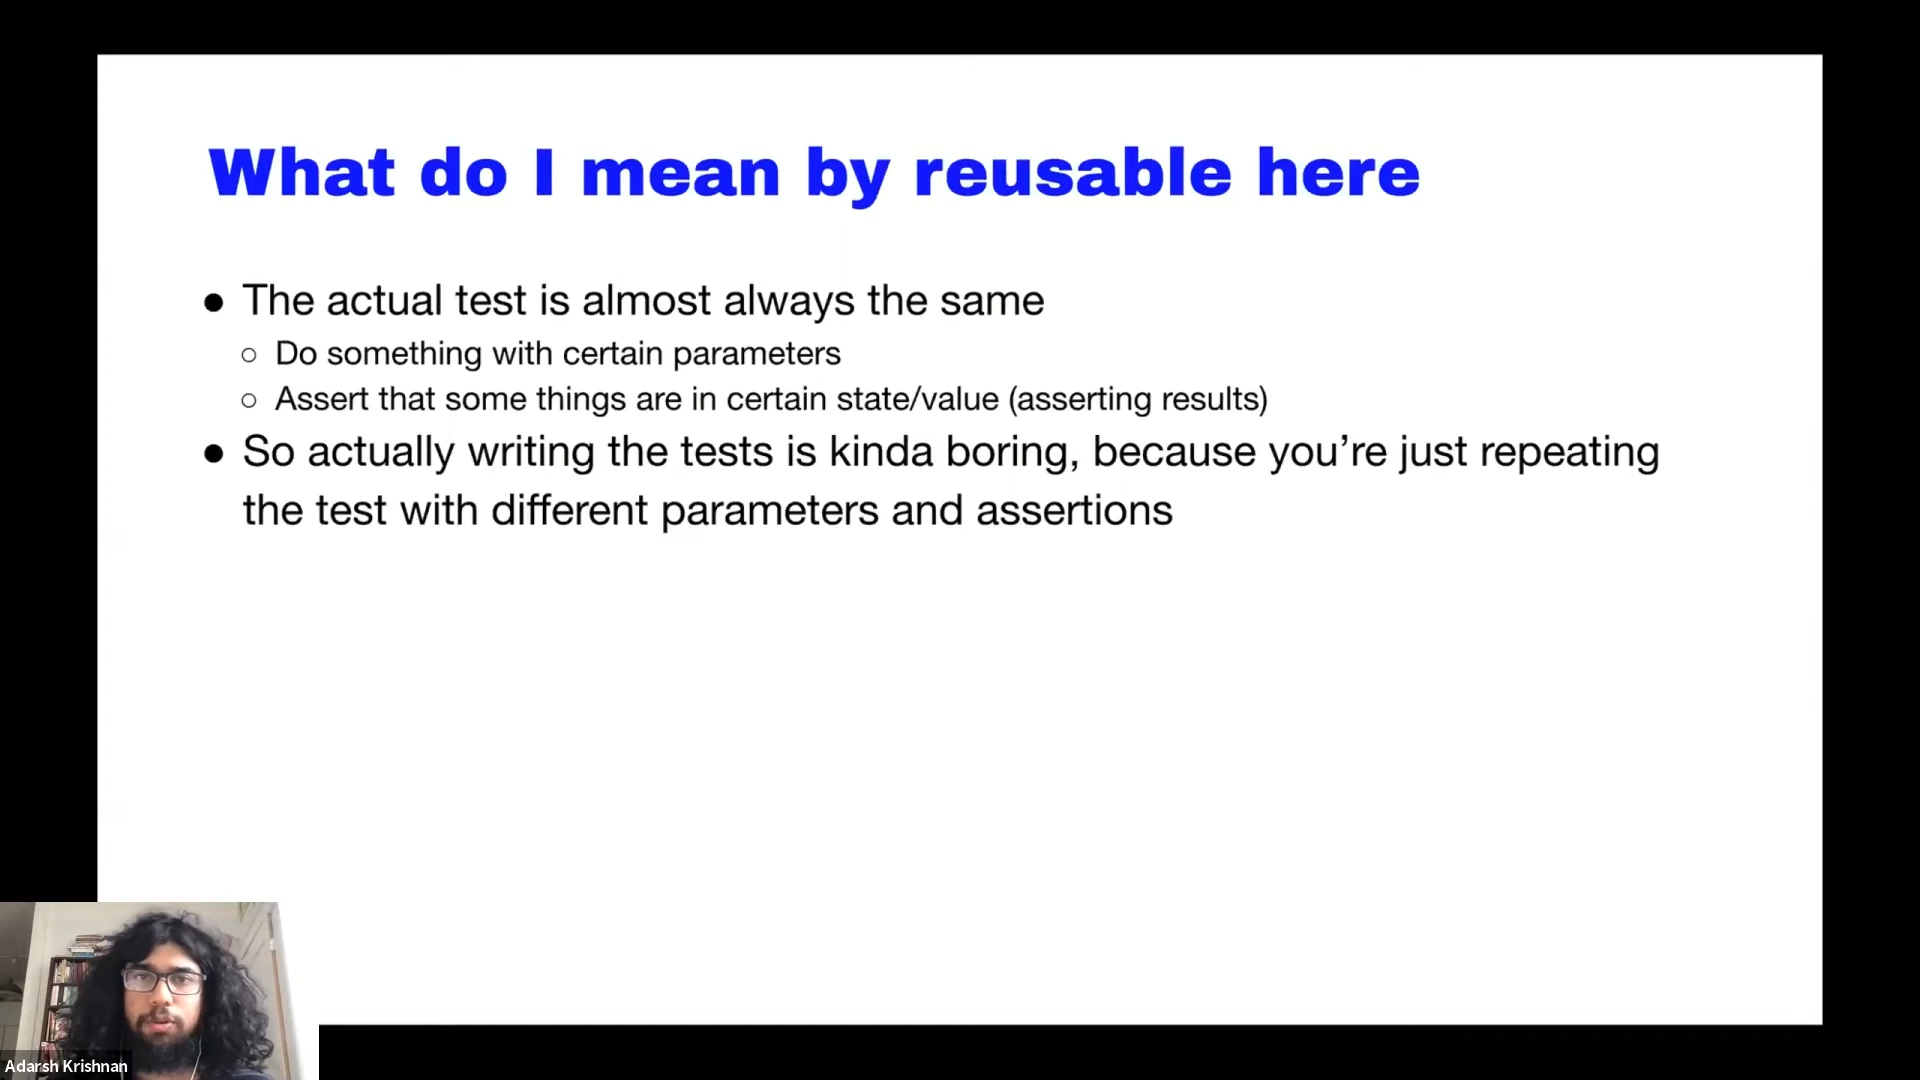 What do I mean by reusable here
● The actual test is almost always the same
○ Do something with certain parameters
○ Assert that some things are in certain state/value (asserting results)
● So actually writing the tests is kinda boring, because you’re just repeating
the test with different parameters and assertions
Adarsh Krishnan